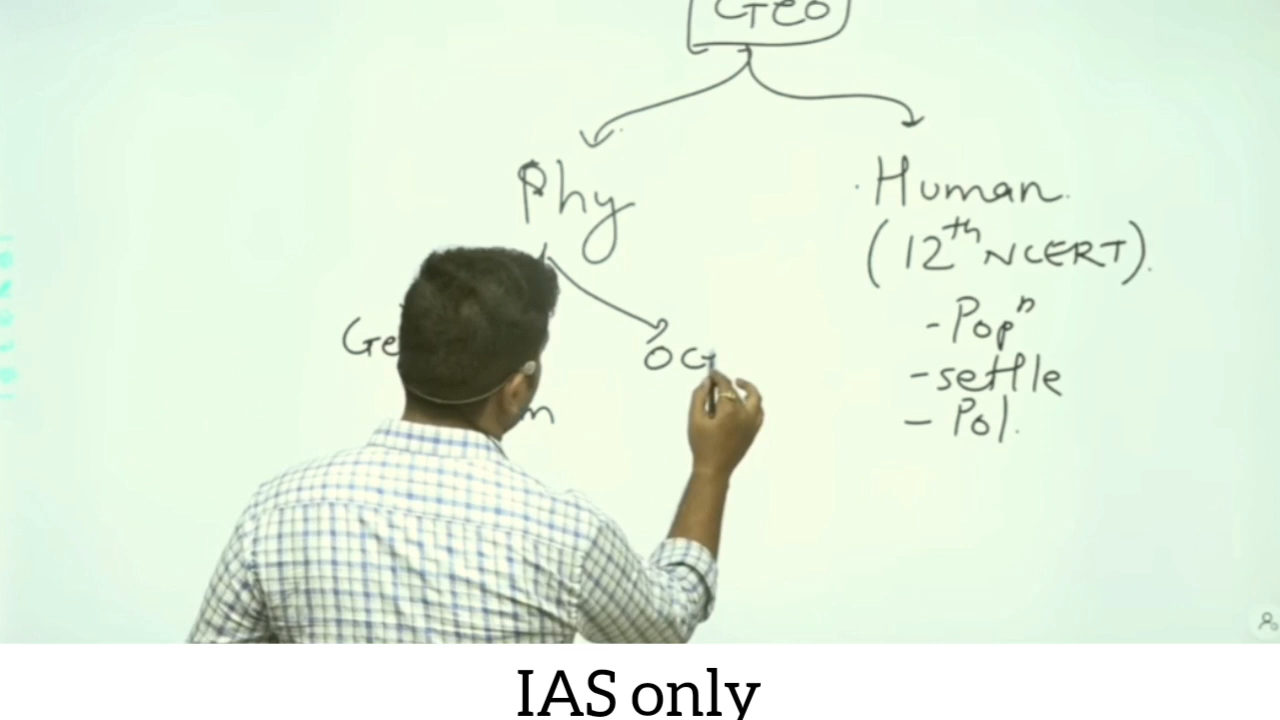 Geo
Phy
Human
(12th NCERT).
- Popn
- settle
- Pol.
IAS only